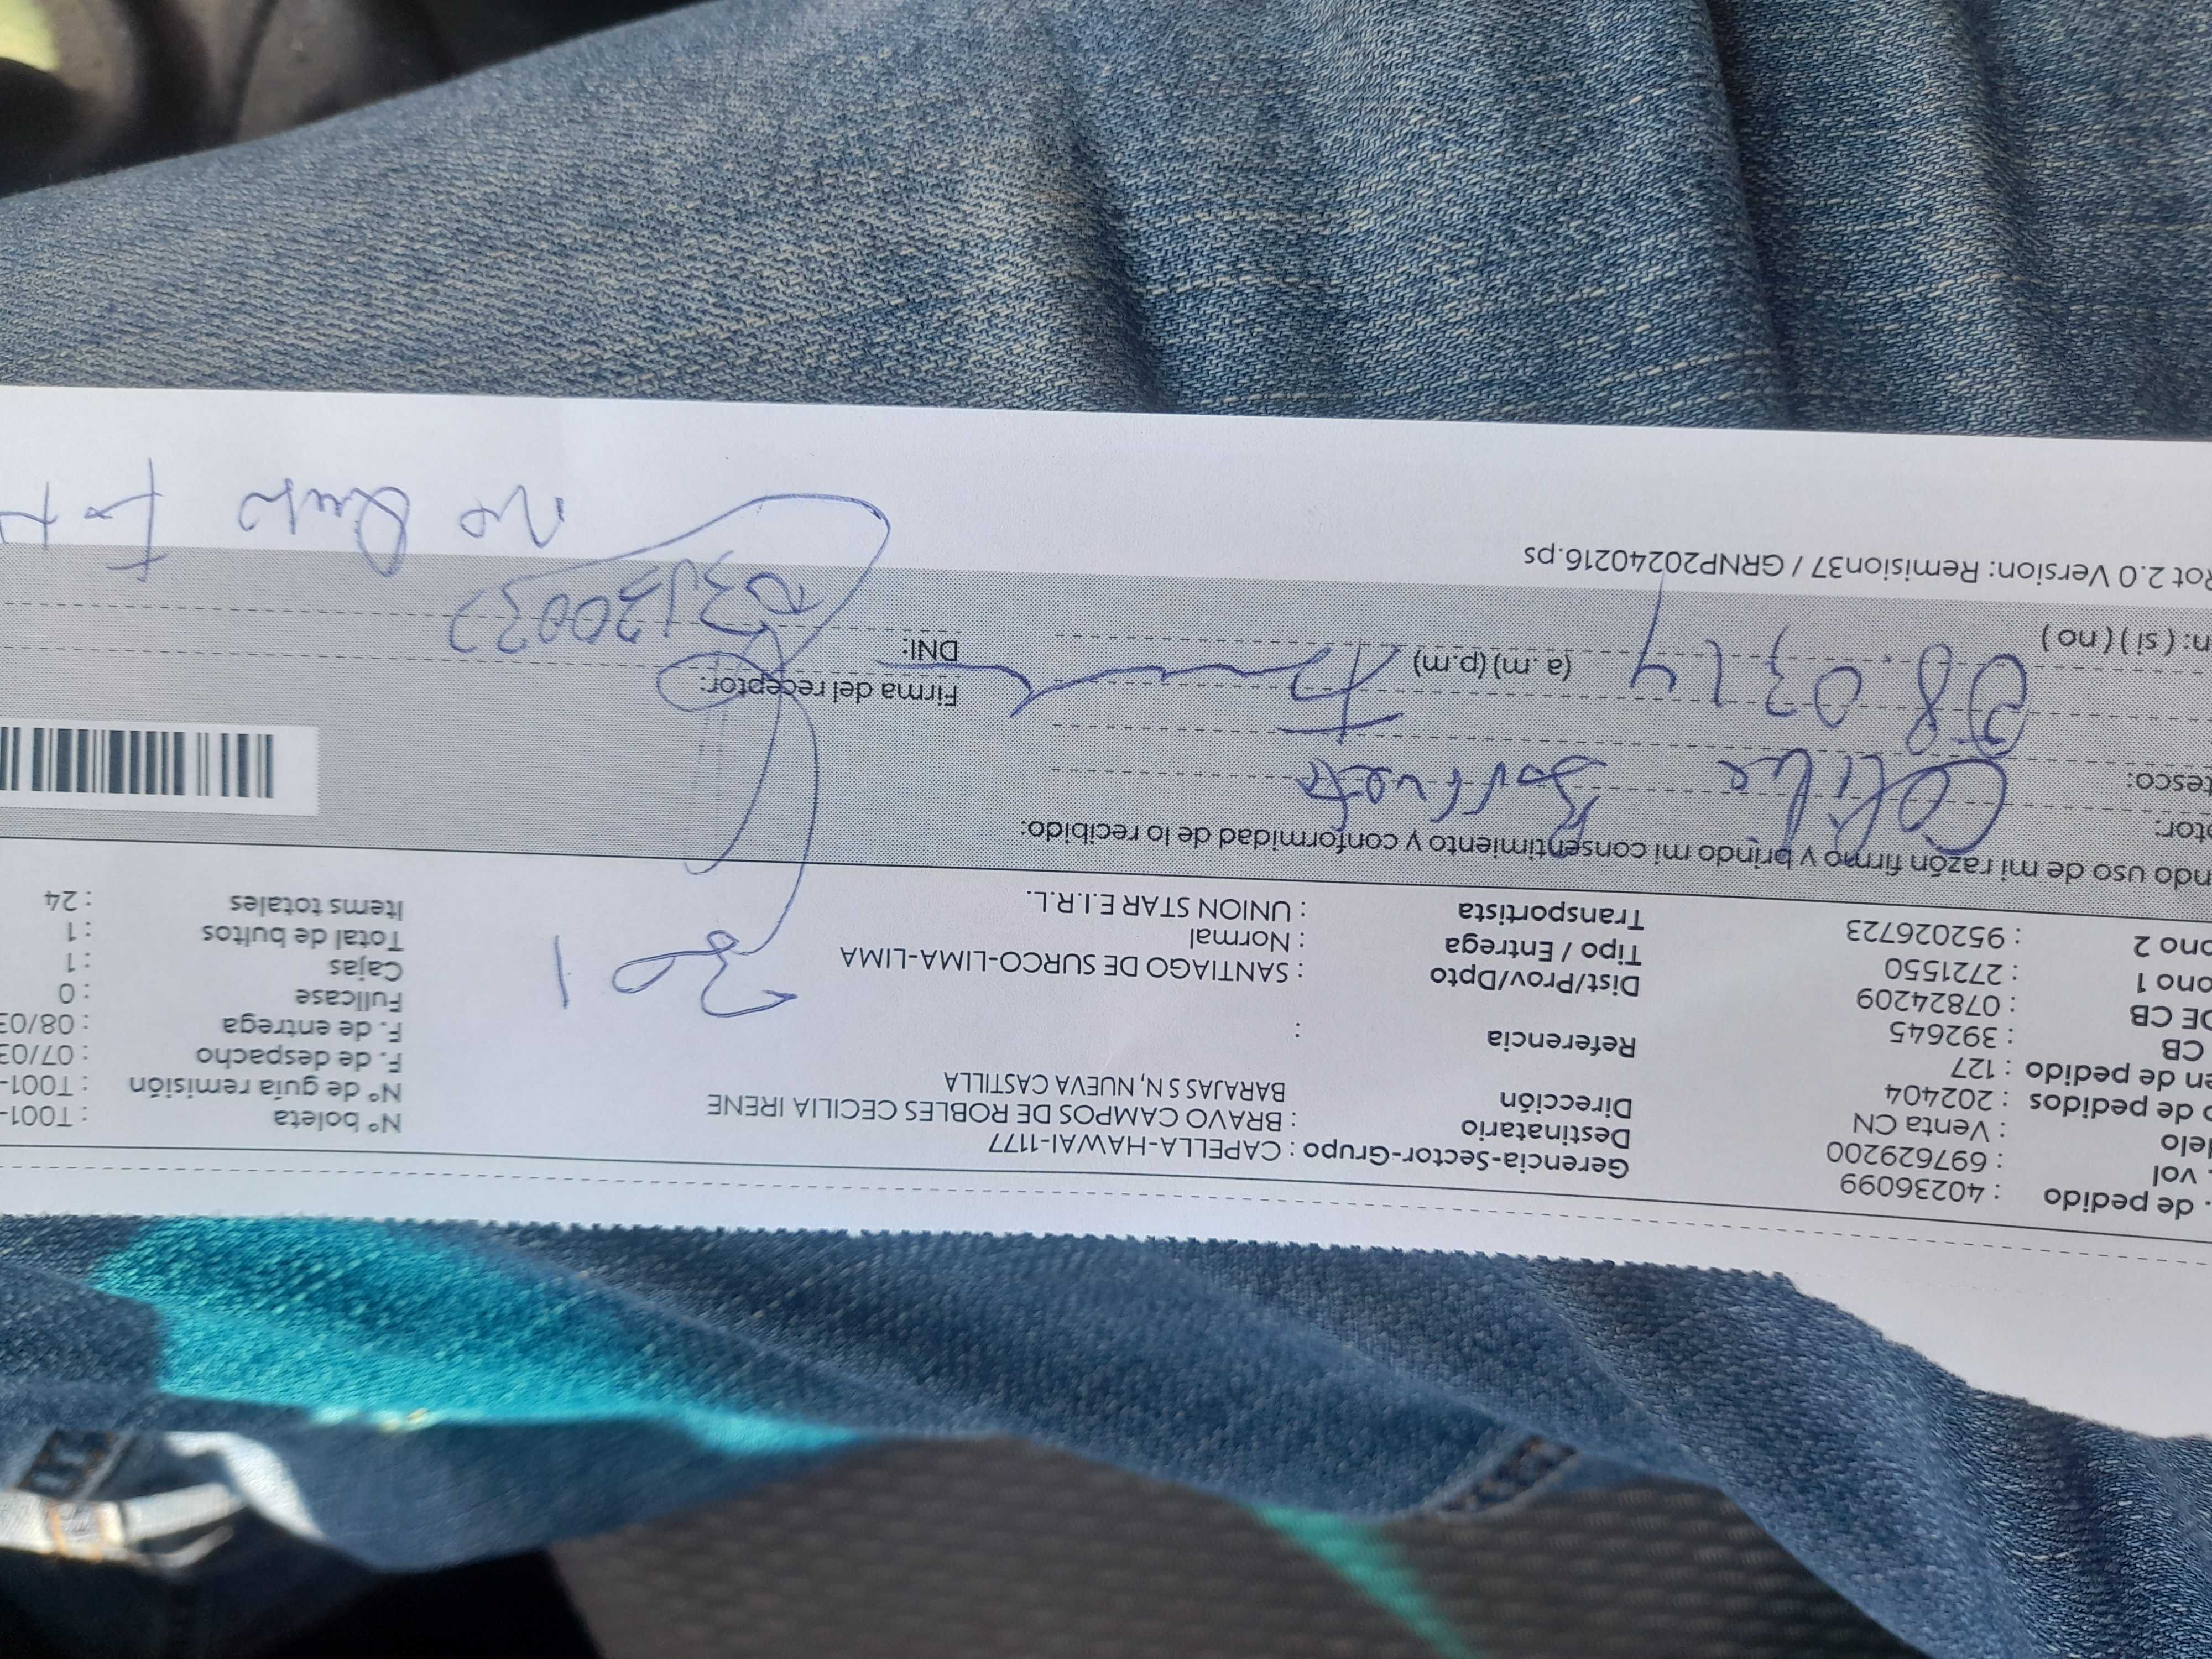 . de pedido : 40236099
. vol : 697629200
lelo : Venta CN
o de pedidos : 202404
en de pedido : 127
CB : 392645
DE CB : 07824209
ono 1 : 2721550
ono 2 : 952026723
Gerencia-Sector-Grupo : CAPELLA-HAWAI-1177
Destinatario : BRAVO CAMPOS DE ROBLES CECILIA IRENE
Dirección BARAJAS S N, NUEVA CASTILLA
Referencia :
Dist/Prov/Dpto : SANTIAGO DE SURCO-LIMA-LIMA
Tipo / Entrega : Normal
Transportista : UNION STAR E.I.R.L.
Nº boleta : T001-
Nº de guía remisión : T001-
F. de despacho : 07/03
F. de entrega : 08/03
Fullcase : 0
Cajas : 1
Total de bultos : 1
Items totales : 24
201
ndo uso de mi razón firmo y brindo mi consentimiento y conformidad de lo recibido:
ptor:
tesco:
08.03.24
(a.m) (p.m)
Firma del receptor:
DNI:
n: ( si ) ( no )
Rot 2.0 Version: Remision37 / GRNP20240216.ps
No